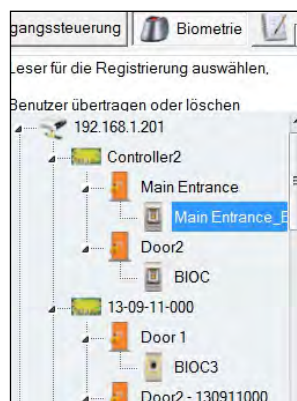 gangssteuerung Biometrie
Leser für die Registrierung auswählen,
Benutzer übertragen oder löschen
192.168.1.201
Controller2
Main Entrance
Main Entrance_E
Door2
BIOC
13-09-11-000
Door 1
BIOC3
Door2 - 130911000